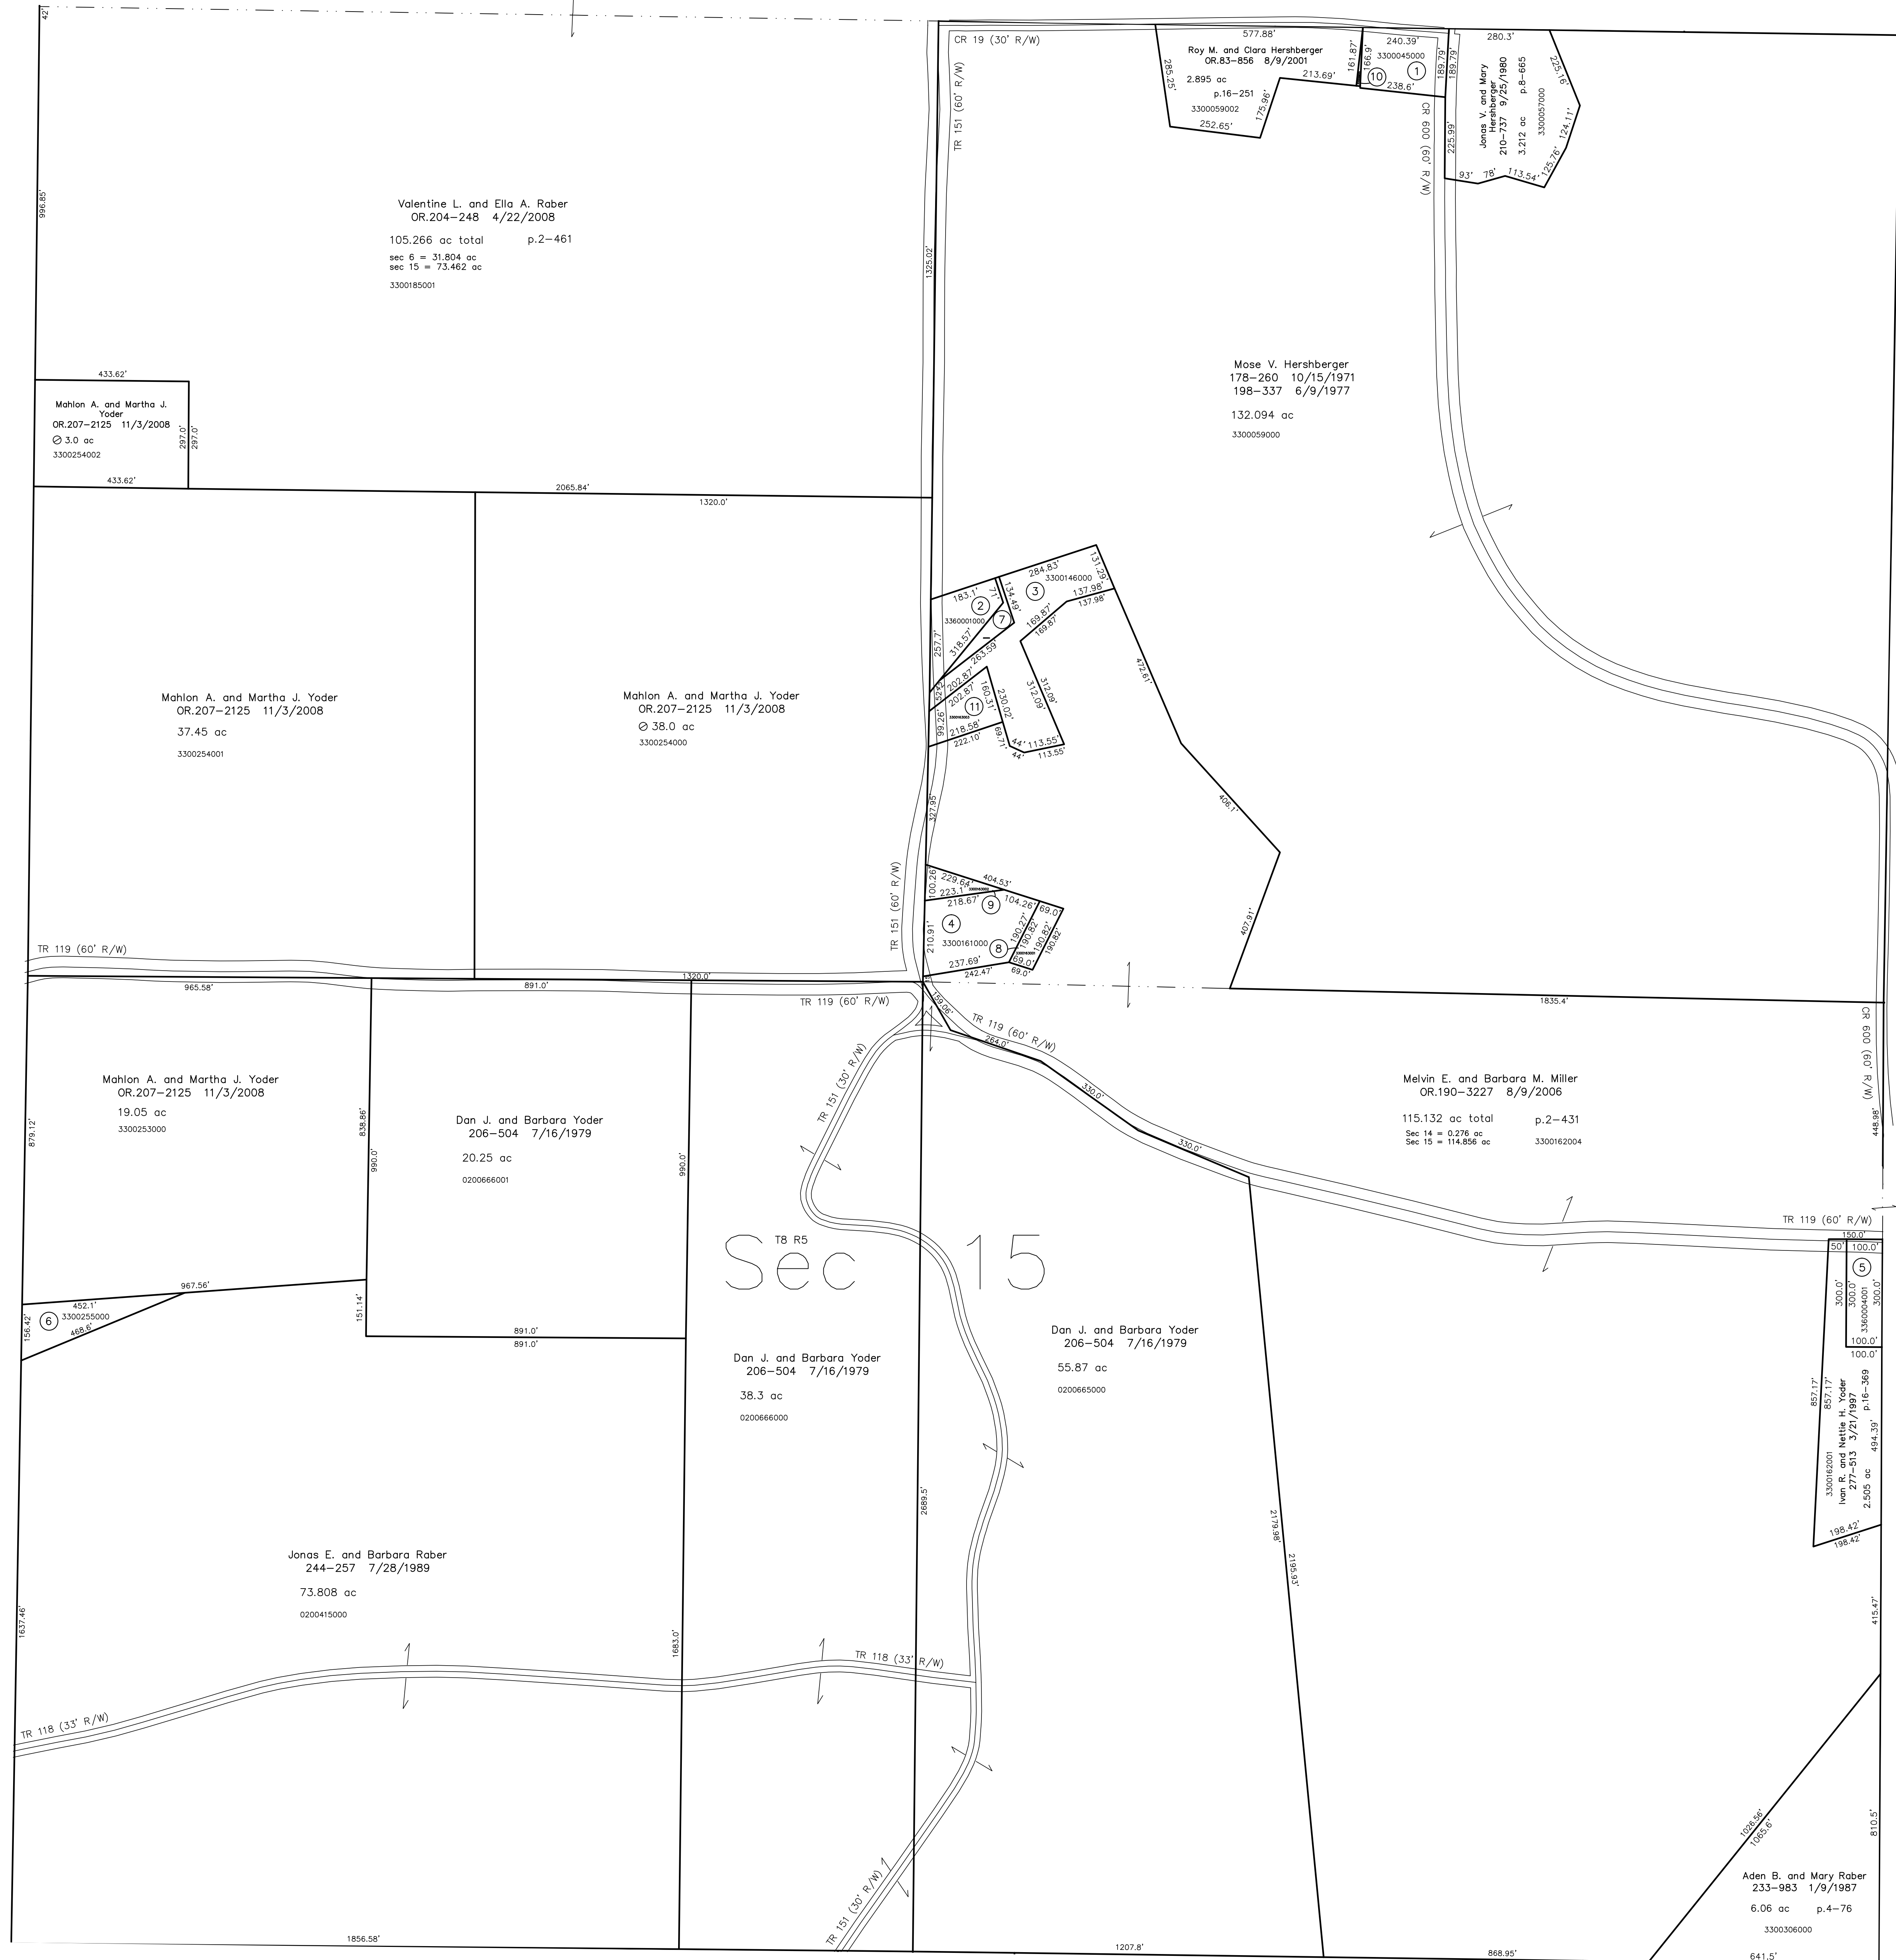 42'
CR 19 (30' R/W)
TR 151 (60' R/W)
577.88'
Roy M. and Clara Hershberger
OR.83-856 8/9/2001
2.895 ac
p.16-251
3300059002
285.25'
252.65'
175.96'
213.69'
161.87'
166.9'
10
240.39'
3300045000
1
238.6'
189.79'
189.79'
280.3'
Jonas V. and Mary
Hershberger
210-737 9/25/1980
3.212 ac p.8-665
3300057000
225.16'
124.11'
125.76'
113.54'
78'
93'
225.99'
CR 600 (60' R/W)
996.85'
Valentine L. and Ella A. Raber
OR.204-248 4/22/2008
105.266 ac total p.2-461
sec 6 = 31.804 ac
sec 15 = 73.462 ac
3300185001
1325.02'
Mose V. Hershberger
178-260 10/15/1971
198-337 6/9/1977
132.094 ac
3300059000
433.62'
Mahlon A. and Martha J.
Yoder
OR.207-2125 11/3/2008
∅ 3.0 ac
3300254002
297.0'
297.0'
433.62'
2065.84'
1320.0'
284.83'
131.29'
3300146000
3
137.98'
137.98'
169.87'
169.87'
183.1'
71'
134.49'
2
3360001000
7
257.7'
318.57'
263.59'
52.42'
202.87'
202.87'
160.31'
230.02'
11
3300163003
99.26'
218.58'
222.10'
69.71'
44'
44'
113.55'
113.55'
312.09'
312.09'
472.61'
406.1'
407.91'
Mahlon A. and Martha J. Yoder
OR.207-2125 11/3/2008
37.45 ac
3300254001
Mahlon A. and Martha J. Yoder
OR.207-2125 11/3/2008
∅ 38.0 ac
3300254000
327.95'
TR 151 (60' R/W)
100.26'
229.64'
404.53'
223.1'
218.67'
9
104.26'
69.0'
4
3300161000
210.91'
190.27'
190.82'
190.82'
190.82'
8
3300163001
69.0'
69.0'
237.69'
242.47'
TR 119 (60' R/W)
965.58'
891.0'
1320.0'
TR 119 (60' R/W)
159.06'
TR 119 (60' R/W)
264.0'
330.0'
330.0'
1835.4'
CR 600 (60' R/W)
448.98'
Mahlon A. and Martha J. Yoder
OR.207-2125 11/3/2008
19.05 ac
3300253000
879.12'
838.86'
990.0'
Dan J. and Barbara Yoder
206-504 7/16/1979
20.25 ac
0200666001
990.0'
TR 151 (30' R/W)
Melvin E. and Barbara M. Miller
OR.190-3227 8/9/2006
115.132 ac total p.2-431
Sec 14 = 0.276 ac
Sec 15 = 114.856 ac 3300162004
TR 119 (60' R/W)
T8 R5
Sec 15
967.56'
452.1'
3300255000
6
468.6'
156.42'
151.14'
891.0'
891.0'
150.0'
50'
100.0'
5
3360004001
300.0'
300.0'
300.0'
100.0'
100.0'
857.17'
857.17'
3300162001
Ivan R. and Nettie H. Yoder
277-513 3/21/1997
2.505 ac p.16-369
494.39'
198.42'
198.42'
Dan J. and Barbara Yoder
206-504 7/16/1979
38.3 ac
0200666000
Dan J. and Barbara Yoder
206-504 7/16/1979
55.87 ac
0200665000
2689.5'
2179.98'
2195.93'
Jonas E. and Barbara Raber
244-257 7/28/1989
73.808 ac
0200415000
1637.46'
1683.0'
415.47'
TR 118 (33' R/W)
TR 118 (33' R/W)
TR 151 (30' R/W)
1026.56'
1065.6'
810.5'
Aden B. and Mary Raber
233-983 1/9/1987
6.06 ac p.4-76
3300306000
1856.58'
1207.8'
868.95'
641.5'